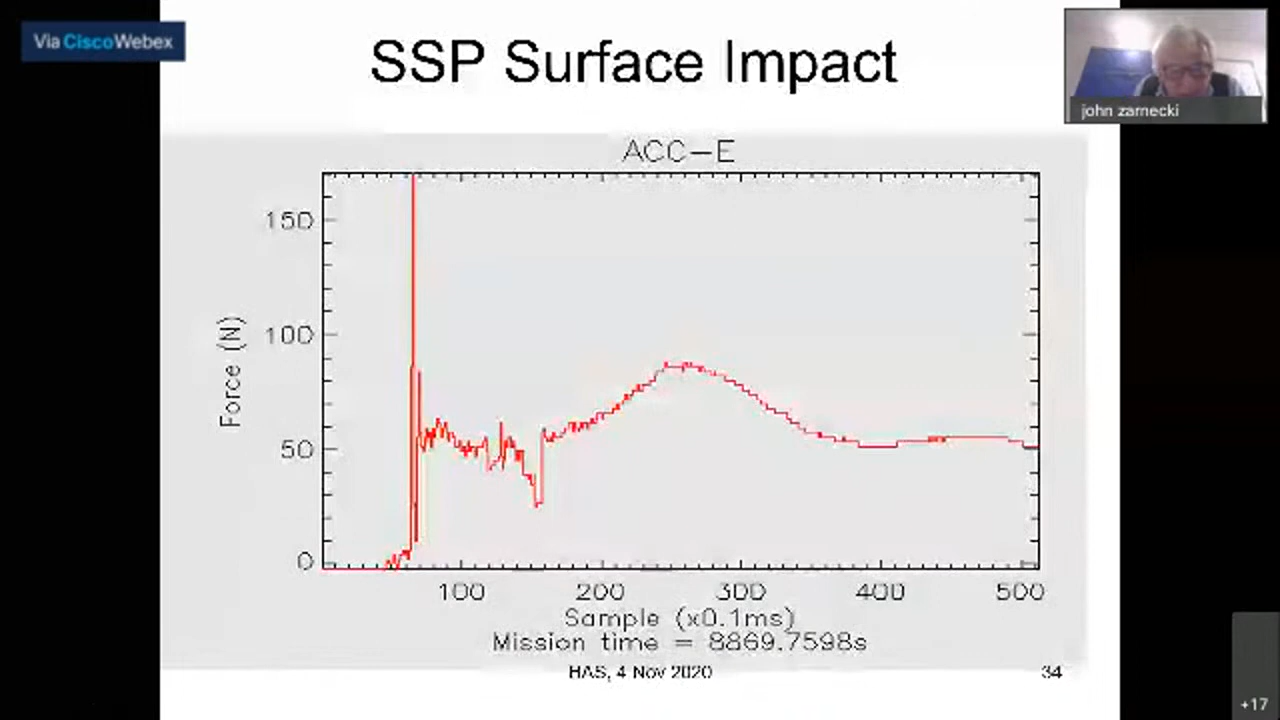 Via Cisco Webex
SSP Surface Impact
john zarnecki
ACC-E
150
100
50
0
Force (N)
100 200 300 400 500
Sample (x0.1ms)
Mission time = 8869.7598s
HAS, 4 Nov 2020
34
+17